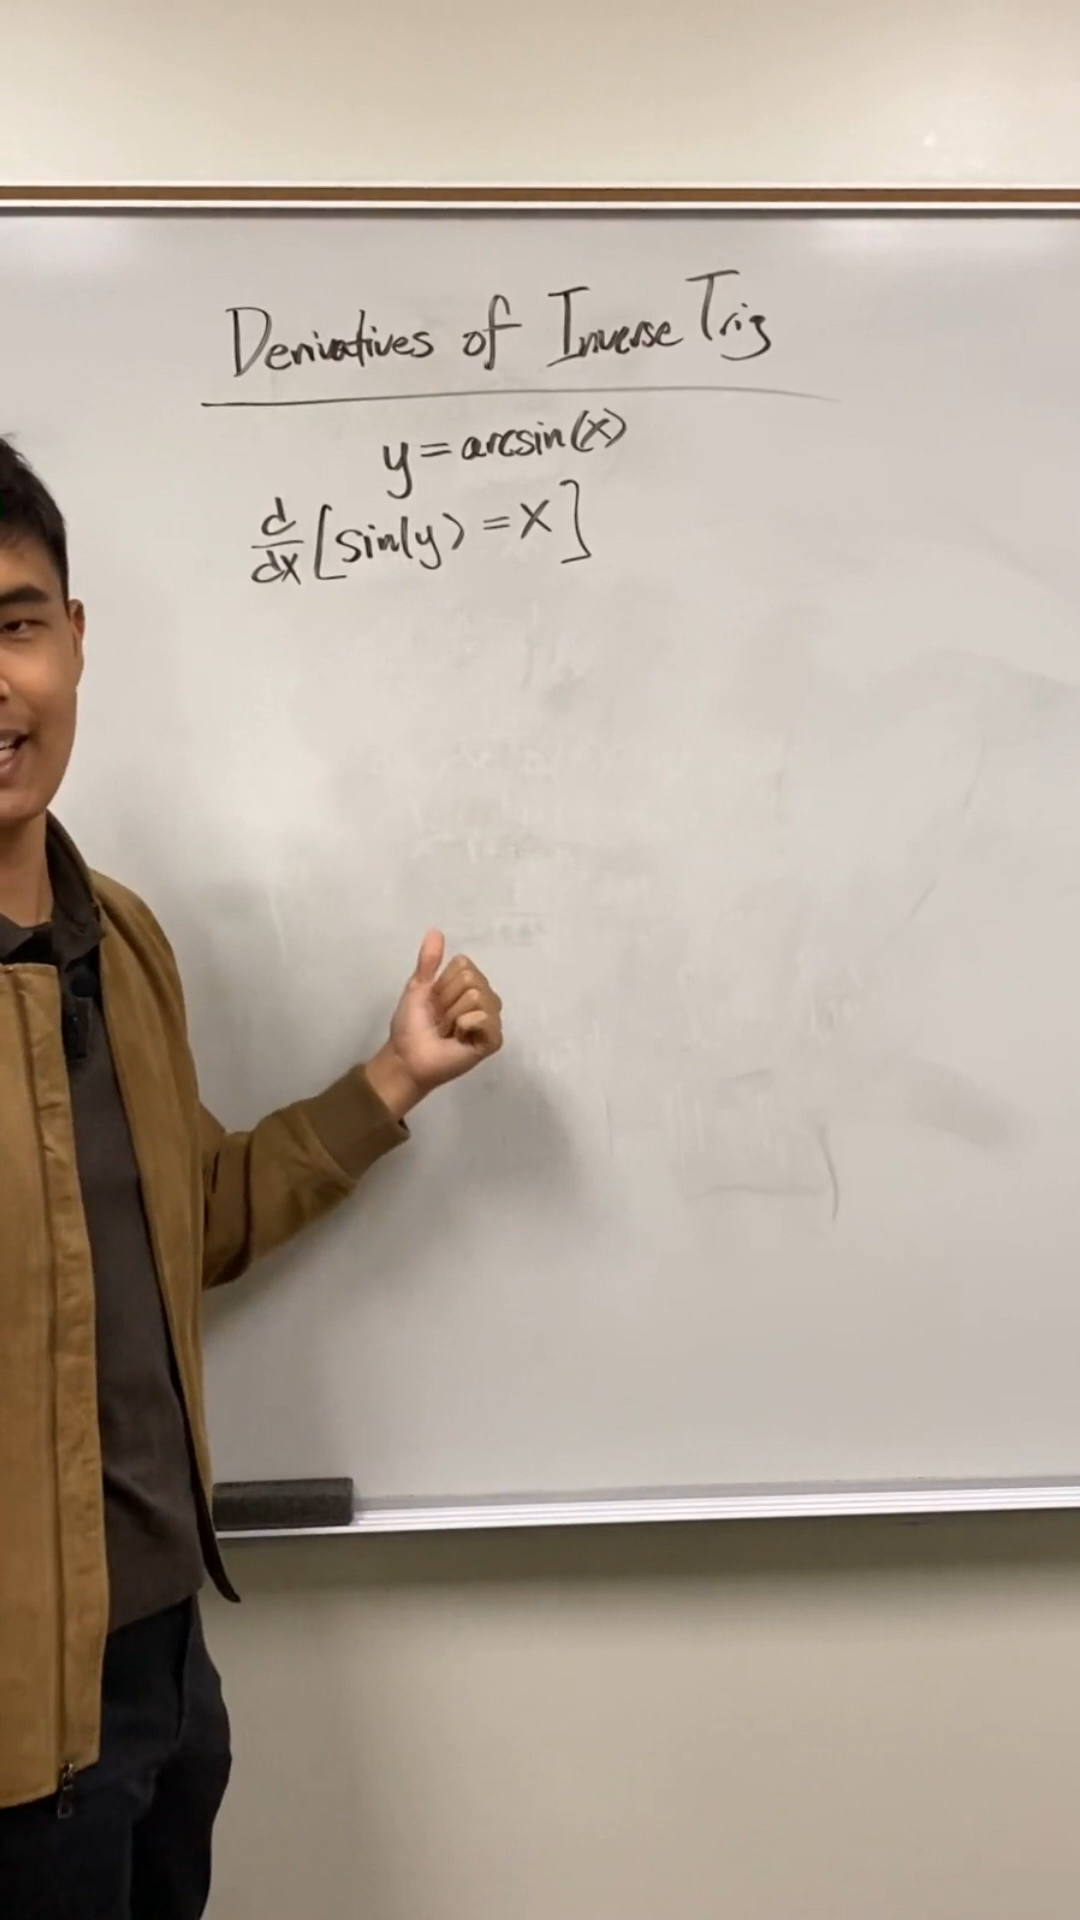 Derivatives of Inverse Trig
y = arcsin(x)
d/dx [sin(y) = x]